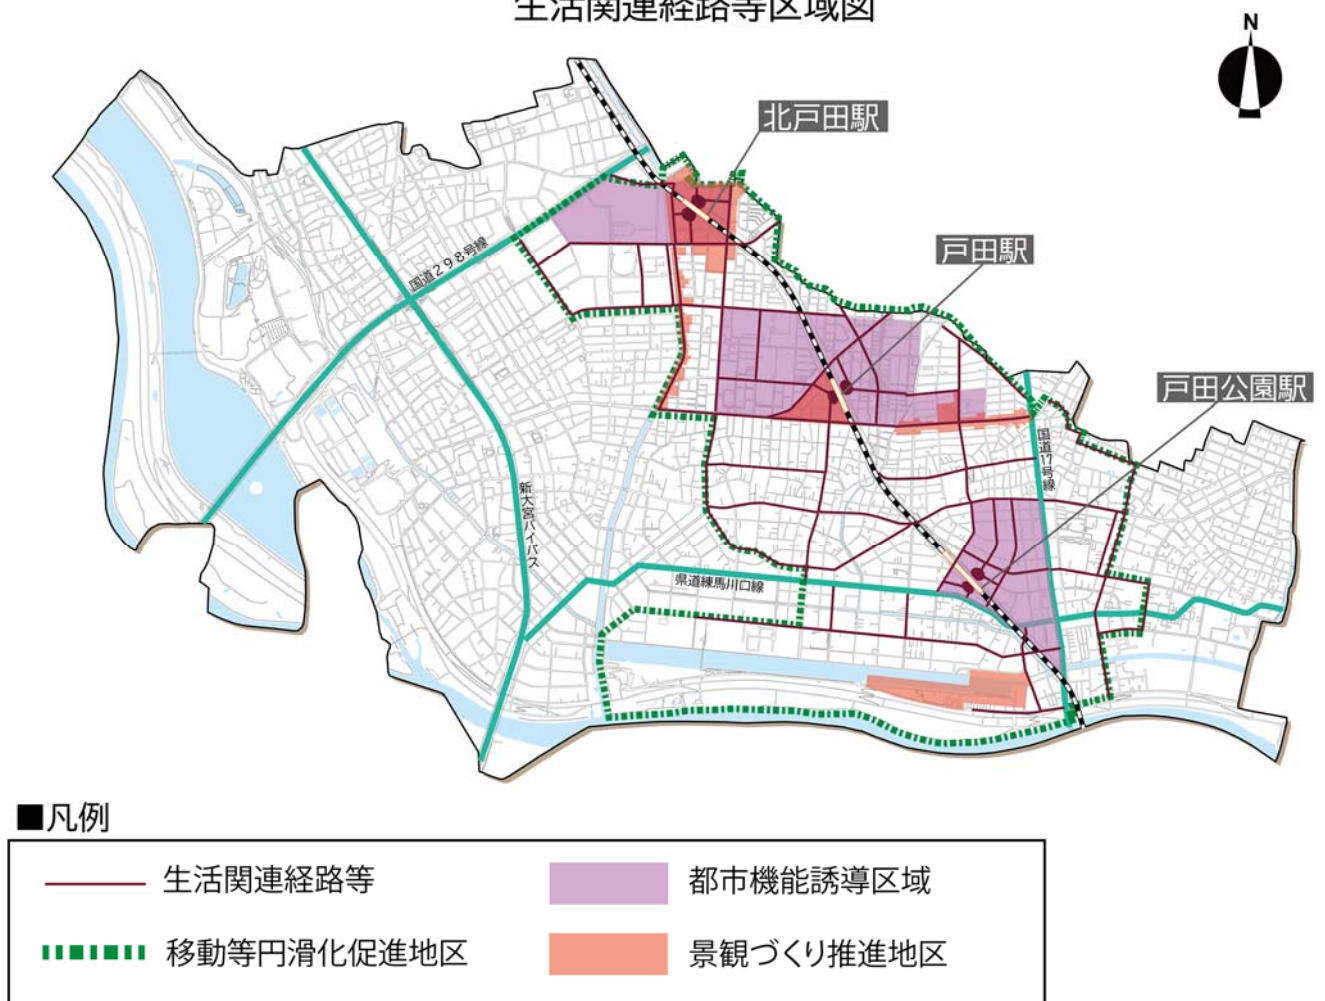 生活関連経路等区域図
N
北戸田駅
戸田駅
戸田公園駅
国道298号線
国道17号線
新大宮バイパス
県道練馬川口線
■凡例
生活関連経路等
都市機能誘導区域
移動等円滑化促進地区
景観づくり推進地区